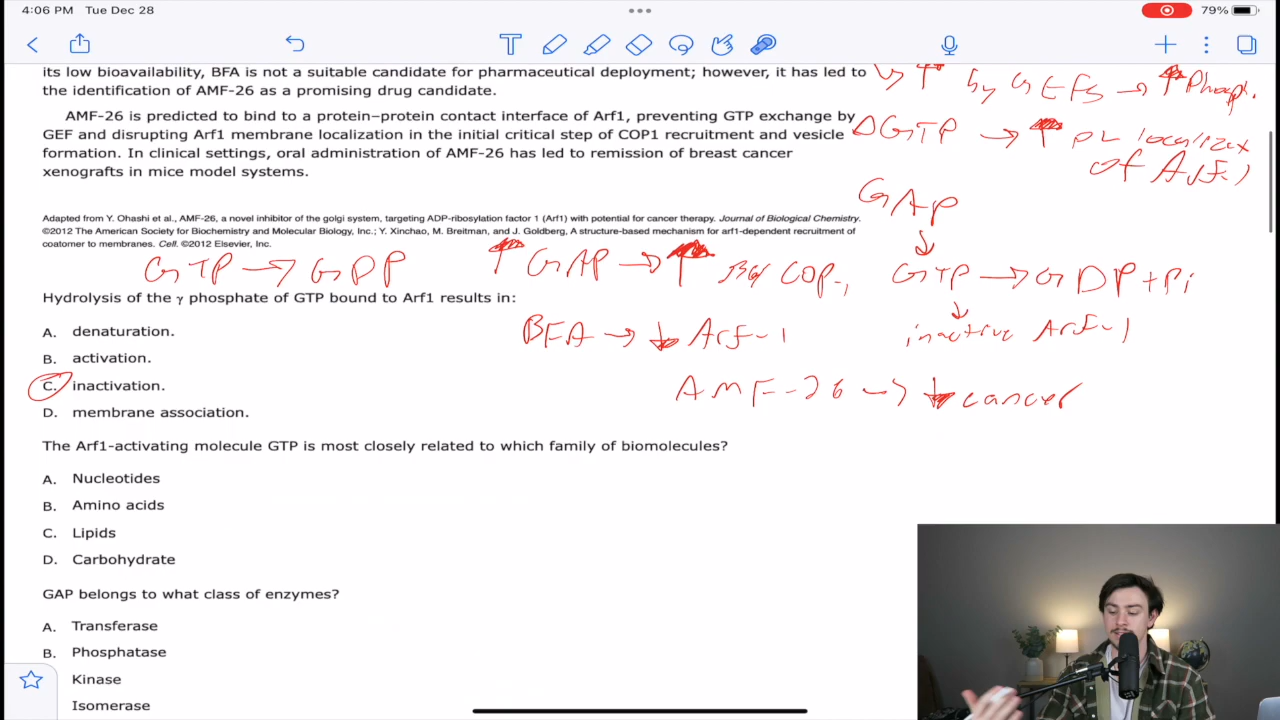 4:06 PM Tue Dec 28
79%
its low bioavailability, BFA is not a suitable candidate for pharmaceutical deployment; however, it has led to
the identification of AMF-26 as a promising drug candidate.
by GEFs → ↑ Phosph.
AMF-26 is predicted to bind to a protein–protein contact interface of Arf1, preventing GTP exchange by
GEF and disrupting Arf1 membrane localization in the initial critical step of COP1 recruitment and vesicle
formation. In clinical settings, oral administration of AMF-26 has led to remission of breast cancer
xenografts in mice model systems.
GTP → ↑
of Arf-1
GAP
↓
GTP → GDP + Pi
↓
inactive Arf-1
Adapted from Y. Ohashi et al., AMF-26, a novel inhibitor of the golgi system, targeting ADP-ribosylation factor 1 (Arf1) with potential for cancer therapy. Journal of Biological Chemistry.
©2012 The American Society for Biochemistry and Molecular Biology, Inc.; Y. Xinchao, M. Breitman, and J. Goldberg, A structure-based mechanism for arf1-dependent recruitment of
coatomer to membranes. Cell. ©2012 Elsevier, Inc.
GTP → GDP
↑ GAP → ↑ COP-1
Hydrolysis of the γ phosphate of GTP bound to Arf1 results in:
BFA → ↓ Arf-1
A. denaturation.
B. activation.
C. inactivation.
D. membrane association.
AMF-26 → ↓ cancer
The Arf1-activating molecule GTP is most closely related to which family of biomolecules?
A. Nucleotides
B. Amino acids
C. Lipids
D. Carbohydrate
GAP belongs to what class of enzymes?
A. Transferase
B. Phosphatase
Kinase
Isomerase